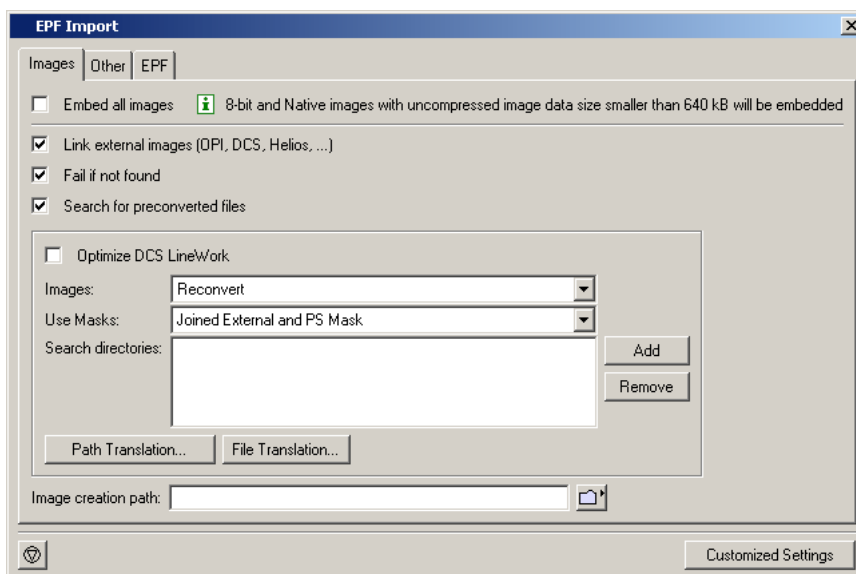 EPF Import
Images Other EPF
Embed all images 8-bit and Native images with uncompressed image data size smaller than 640 kB will be embedded
Link external images (OPI, DCS, Helios, ...)
Fail if not found
Search for preconverted files
Optimize DCS LineWork
Images: Reconvert
Use Masks: Joined External and PS Mask
Search directories: Add
Remove
Path Translation... File Translation...
Image creation path:
Customized Settings